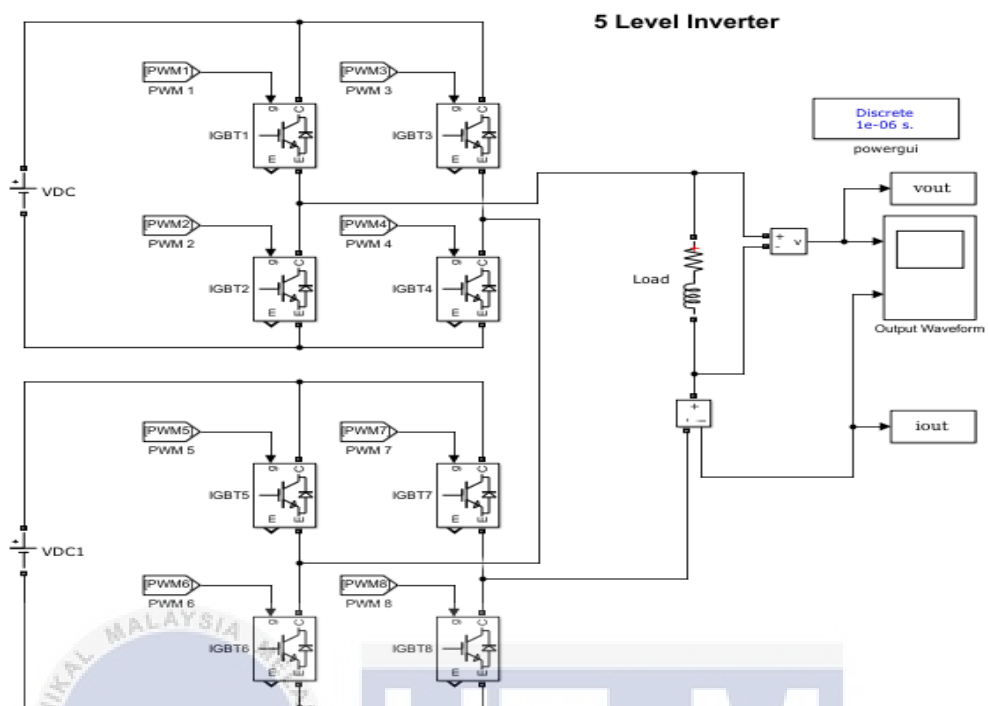 5 Level Inverter
[PWM1]
PWM 1
[PWM3]
PWM 3
g
C
g
C
IGBT1
IGBT3
m
E
m
E
Discrete
1e-06 s.
powergui
+
VDC
vout
[PWM2]
PWM 2
[PWM4]
PWM 4
g
C
g
C
+
-
v
IGBT2
IGBT4
Load
+
m
E
m
E
Output Waveform
[PWM5]
PWM 5
[PWM7]
PWM 7
+
i
-
iout
g
C
g
C
IGBT5
IGBT7
m
E
m
E
+
VDC1
[PWM6]
PWM 6
[PWM8]
PWM 8
g
C
g
C
IGBT6
IGBT8
m
E
m
E
MALAYSIA